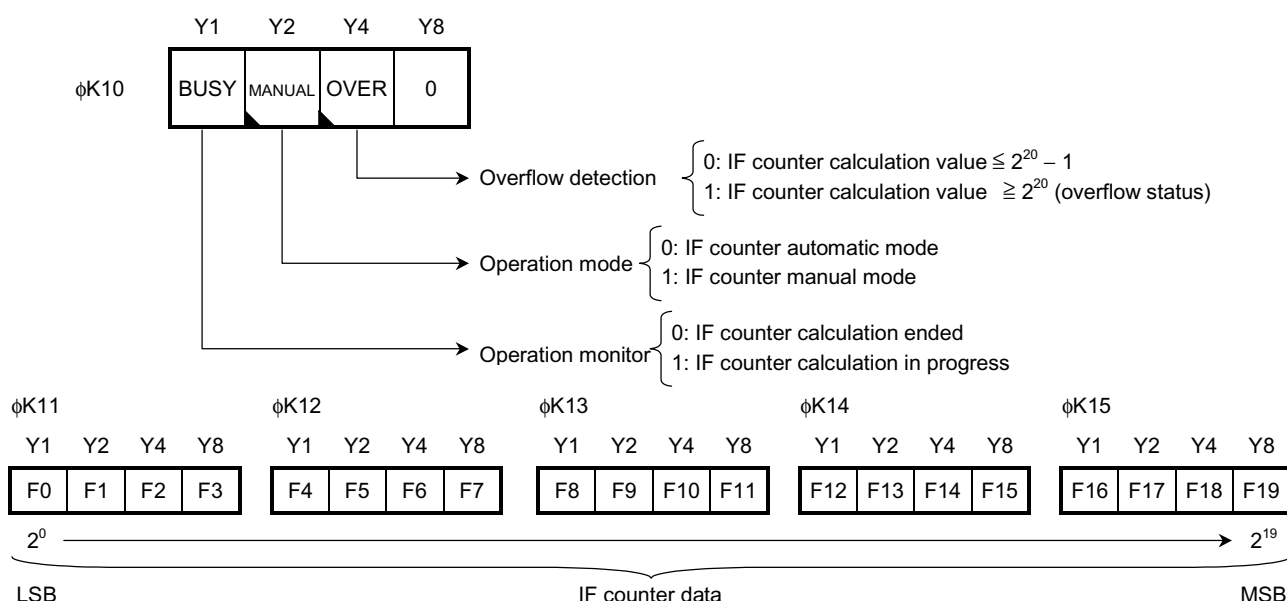 Y1 Y2 Y4 Y8
ϕK10 BUSY MANUAL OVER 0
Overflow detection
0: IF counter calculation value ≦ 2^20 − 1
1: IF counter calculation value ≧ 2^20 (overflow status)
Operation mode
0: IF counter automatic mode
1: IF counter manual mode
Operation monitor
0: IF counter calculation ended
1: IF counter calculation in progress
ϕK11 ϕK12 ϕK13 ϕK14 ϕK15
Y1 Y2 Y4 Y8 Y1 Y2 Y4 Y8 Y1 Y2 Y4 Y8 Y1 Y2 Y4 Y8 Y1 Y2 Y4 Y8
F0 F1 F2 F3 F4 F5 F6 F7 F8 F9 F10 F11 F12 F13 F14 F15 F16 F17 F18 F19
2^0 2^19
LSB IF counter data MSB